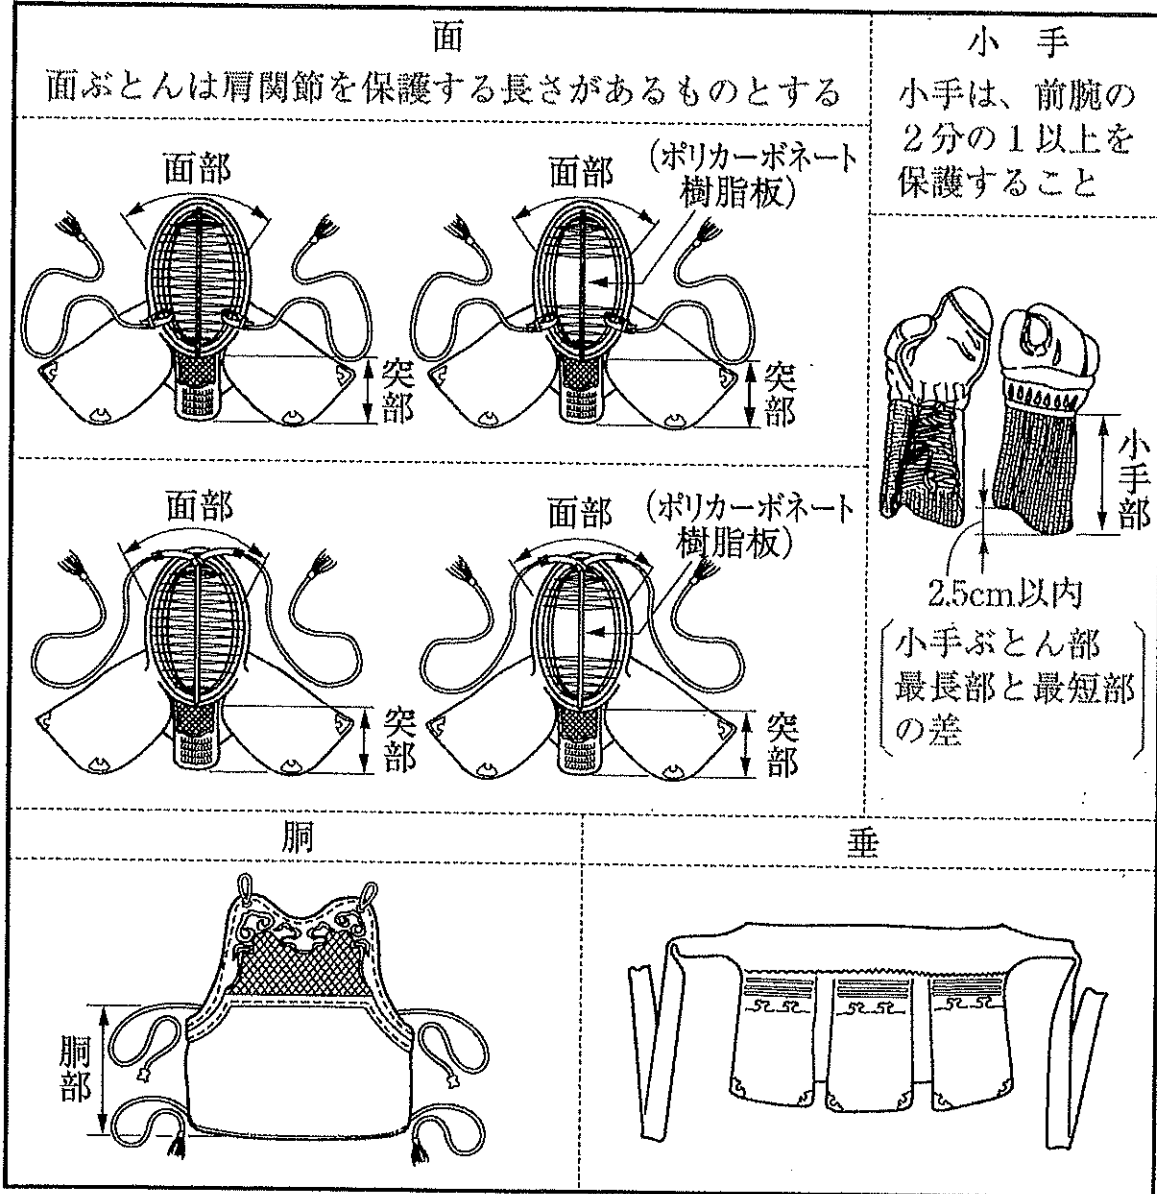 面
面ぶとんは肩関節を保護する長さがあるものとする
小手
小手は、前腕の
2分の1以上を
保護すること
面部
面部
(ポリカーボネート
樹脂板)
突部
突部
面部
面部
(ポリカーボネート
樹脂板)
突部
突部
小手部
2.5cm以内
小手ぶとん部
最長部と最短部
の差
胴
垂
胴部